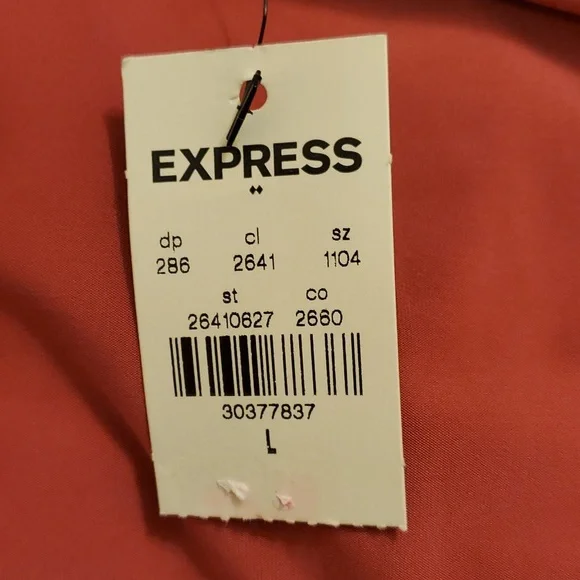 EXPRESS
dp cl sz
286 2641 1104
st co
26410627 2660
30377837
L